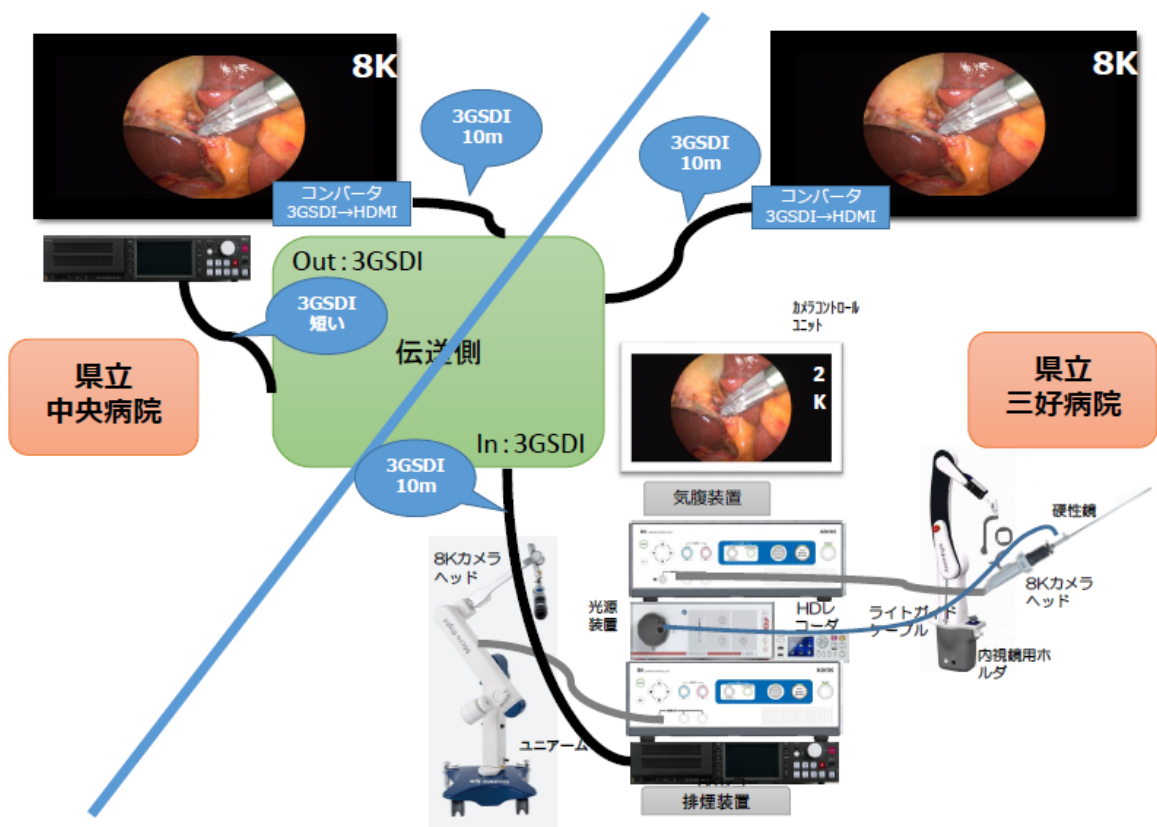 8K
8K
3GSDI
10m
3GSDI
10m
コンバータ
3GSDI→HDMI
コンバータ
3GSDI→HDMI
Out：3GSDI
3GSDI
短い
伝送側
カメラコントロール
ユニット
県立
中央病院
県立
三好病院
2
K
In：3GSDI
3GSDI
10m
気腹装置
硬性鏡
8Kカメラ
ヘッド
8Kカメラ
ヘッド
光源
装置
HDレ
コーダ
ライトガイド
ケーブル
内視鏡用ホ
ルダ
ユニアーム
排煙装置